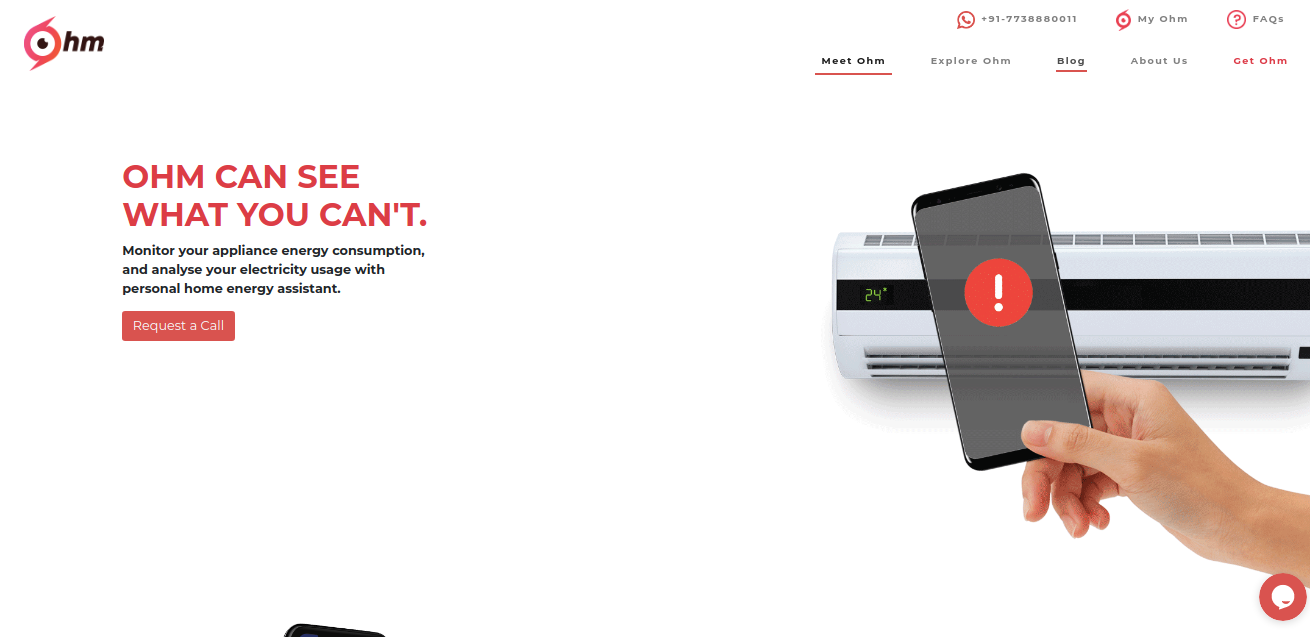 Ohm
+91-7738880011
My Ohm
FAQs
Meet Ohm
Explore Ohm
Blog
About Us
Get Ohm
OHM CAN SEE
WHAT YOU CAN'T.
Monitor your appliance energy consumption,
and analyse your electricity usage with
personal home energy assistant.
Request a Call
24°
!